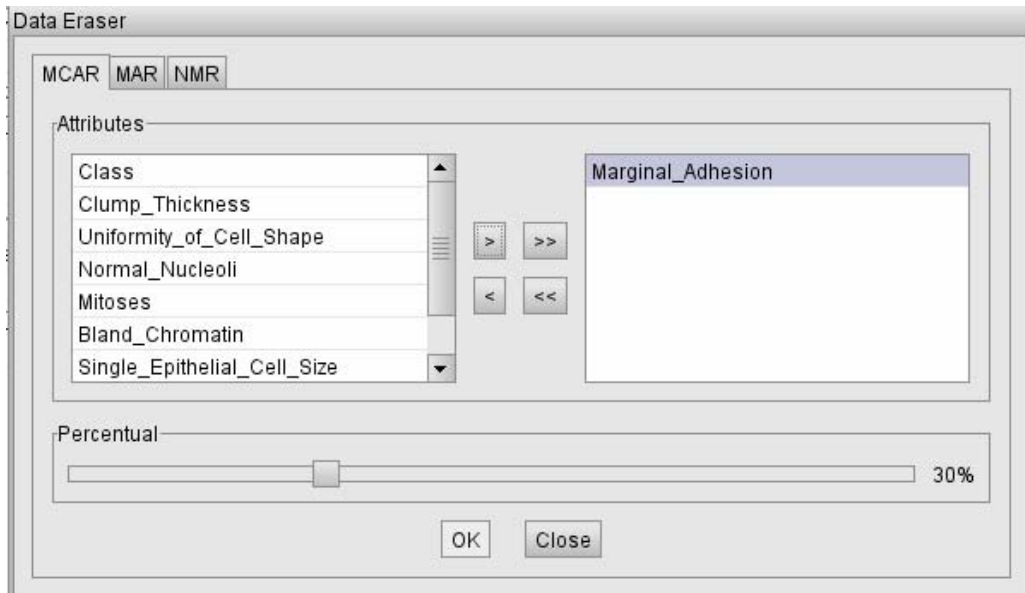 Data Eraser
MCAR MAR NMR
Attributes
Class
Clump_Thickness
Uniformity_of_Cell_Shape
Normal_Nucleoli
Mitoses
Bland_Chromatin
Single_Epithelial_Cell_Size
> >>
< <<
Marginal_Adhesion
Percentual
30%
OK Close